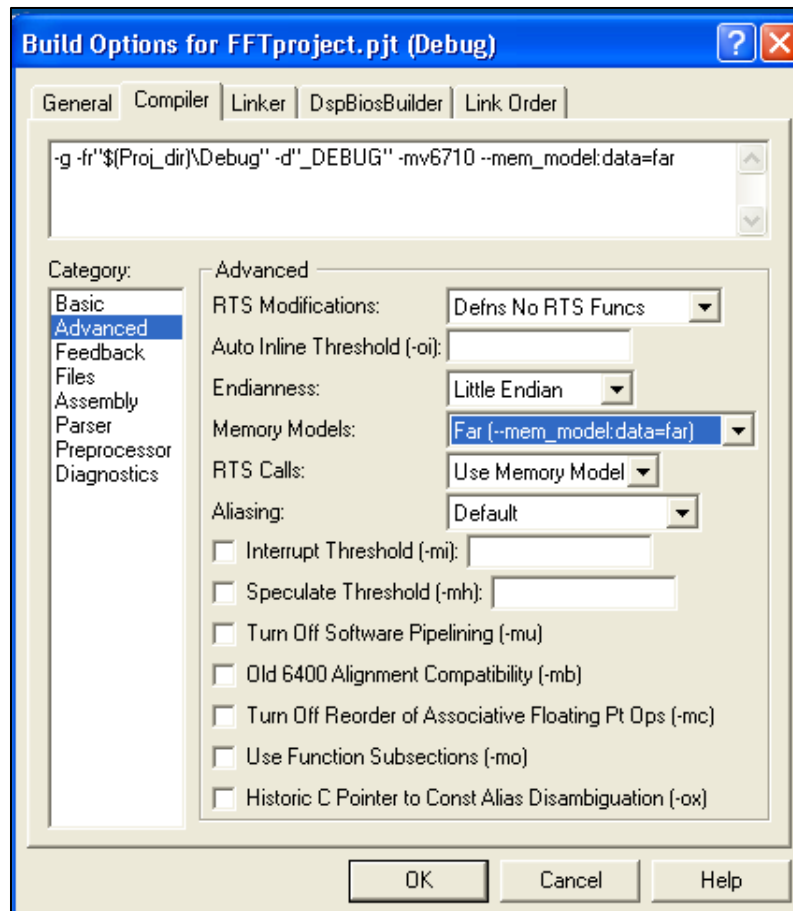 Build Options for FFTproject.pjt (Debug)
General Compiler Linker DspBiosBuilder Link Order
-g -fr"$(Proj_dir)\Debug" -d"_DEBUG" -mv6710 --mem_model:data=far
Category:
Basic
Advanced
Feedback
Files
Assembly
Parser
Preprocessor
Diagnostics
Advanced
RTS Modifications: Defns No RTS Funcs
Auto Inline Threshold (-oi):
Endianness: Little Endian
Memory Models: Far (--mem_model:data=far)
RTS Calls: Use Memory Model
Aliasing: Default
Interrupt Threshold (-mi):
Speculate Threshold (-mh):
Turn Off Software Pipelining (-mu)
Old 6400 Alignment Compatibility (-mb)
Turn Off Reorder of Associative Floating Pt Ops (-mc)
Use Function Subsections (-mo)
Historic C Pointer to Const Alias Disambiguation (-ox)
OK Cancel Help